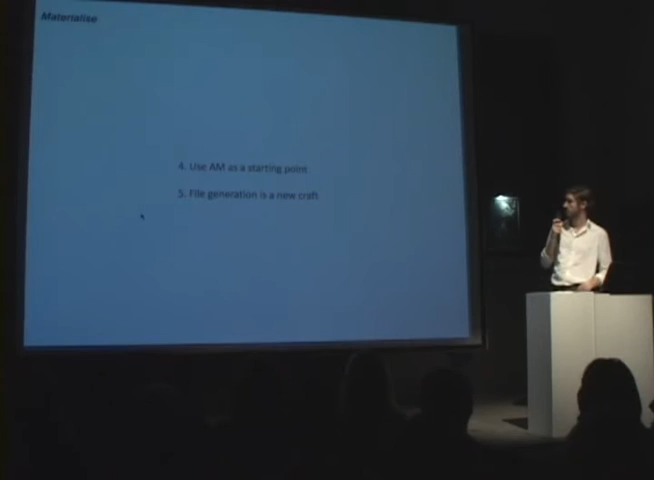 Materialise
4. Use AM as a starting point
5. File generation is a new craft